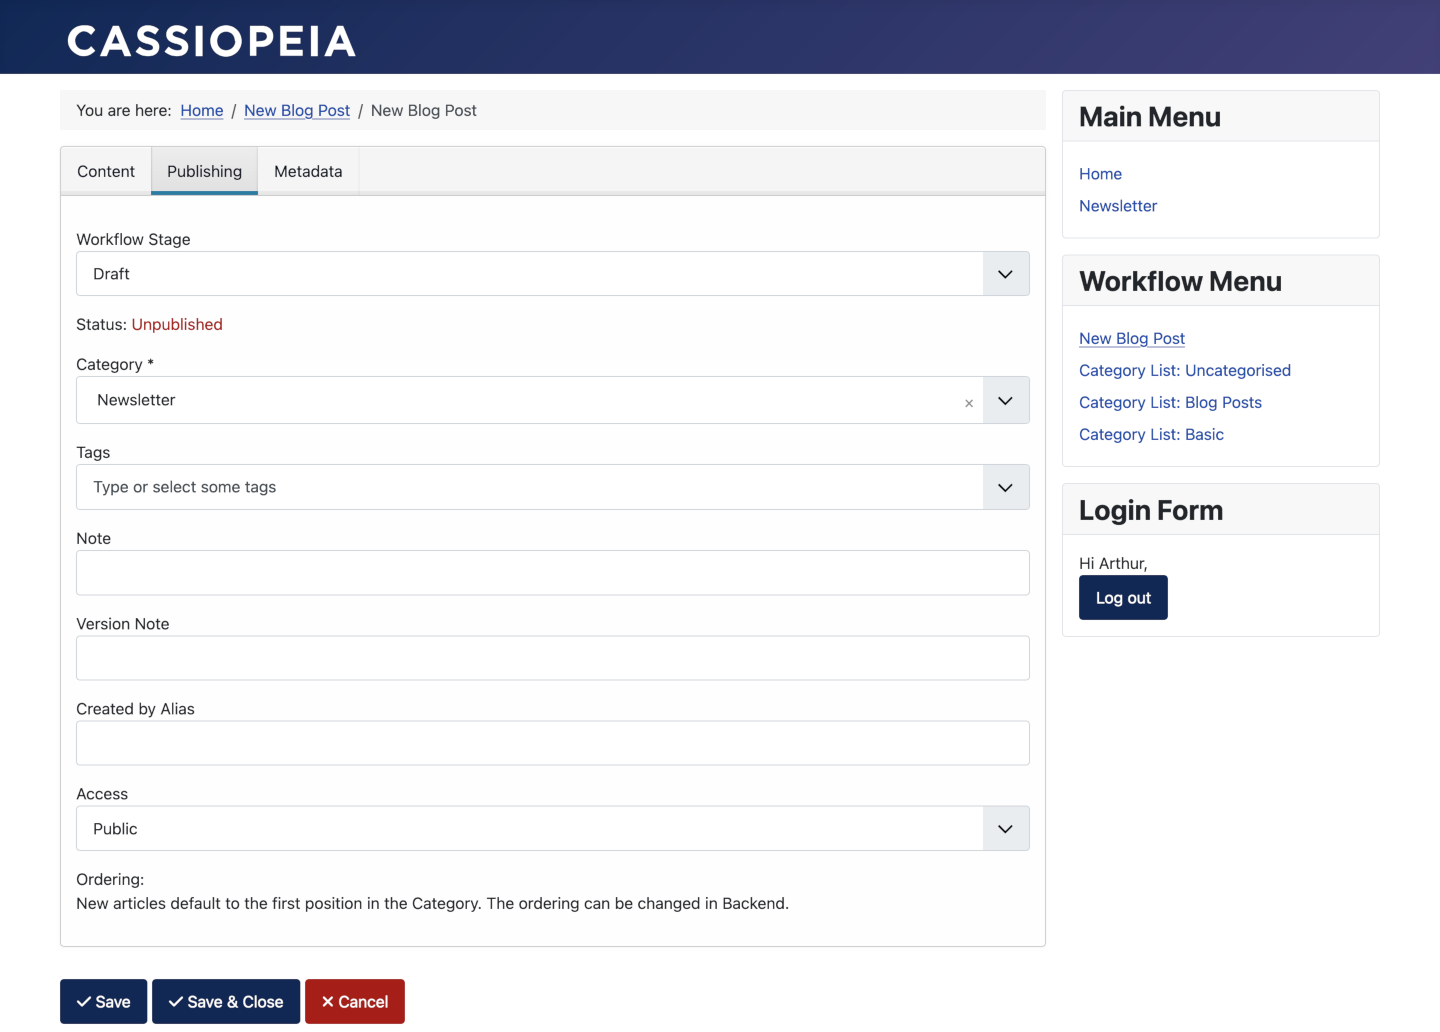 CASSIOPEIA
You are here: Home / New Blog Post / New Blog Post
Content Publishing Metadata
Workflow Stage
Draft
Status: Unpublished
Category *
Newsletter ×
Tags
Type or select some tags
Note
Version Note
Created by Alias
Access
Public
Ordering:
New articles default to the first position in the Category. The ordering can be changed in Backend.
Save Save & Close Cancel
Main Menu
Home
Newsletter
Workflow Menu
New Blog Post
Category List: Uncategorised
Category List: Blog Posts
Category List: Basic
Login Form
Hi Arthur,
Log out